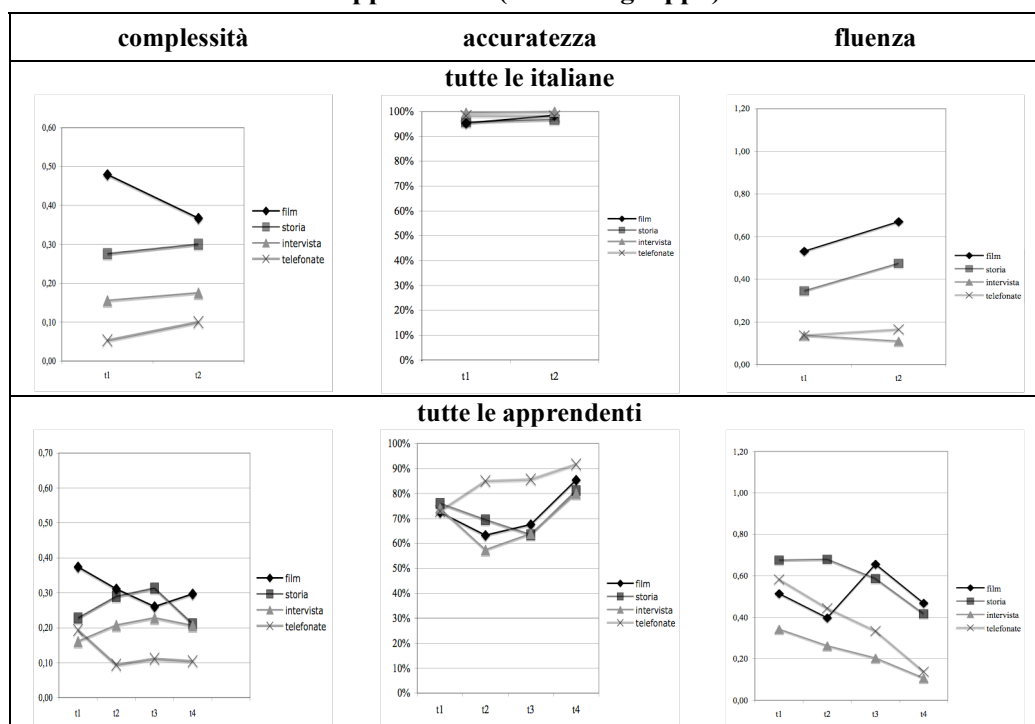 complessità accuratezza fluenza
tutte le italiane
0,60
0,50
0,40
0,30
0,20
0,10
0,00
t1 t2
film
storia
intervista
telefonate
100%
90%
80%
70%
60%
50%
40%
30%
20%
10%
0%
t1 t2
film
storia
intervista
telefonate
1,20
1,00
0,80
0,60
0,40
0,20
0,00
t1 t2
film
storia
intervista
telefonate
tutte le apprendenti
0,70
0,60
0,50
0,40
0,30
0,20
0,10
0,00
t1 t2 t3 t4
film
storia
intervista
telefonate
100%
90%
80%
70%
60%
50%
40%
30%
20%
10%
0%
t1 t2 t3 t4
film
storia
intervista
telefonate
1,20
1,00
0,80
0,60
0,40
0,20
0,00
t1 t2 t3 t4
film
storia
intervista
telefonate